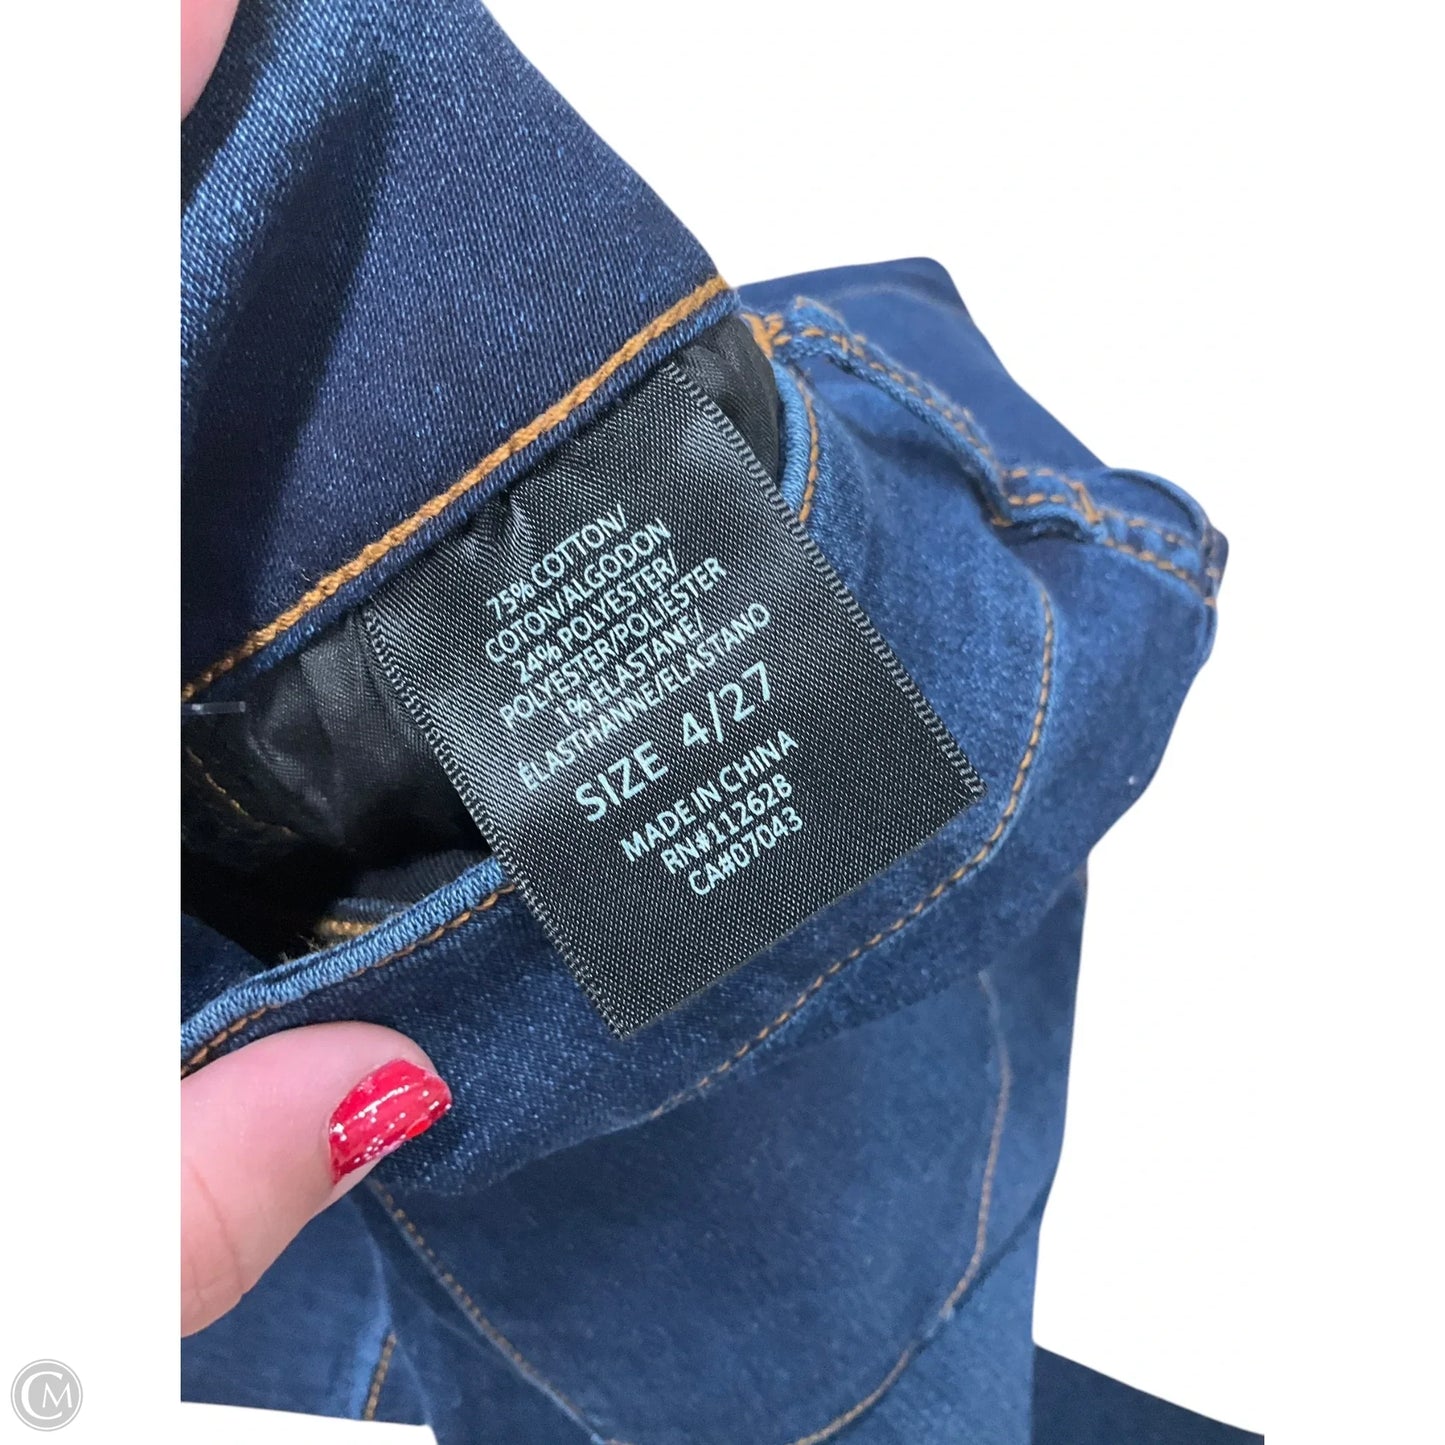 75% COTTON/
COTON/ALGODON
24% POLYESTER/
POLYESTER/POLIESTER
1% ELASTANE/
ELASTHANNE/ELASTANO
SIZE 4/27
MADE IN CHINA
RN#112628
CA#07043
CM